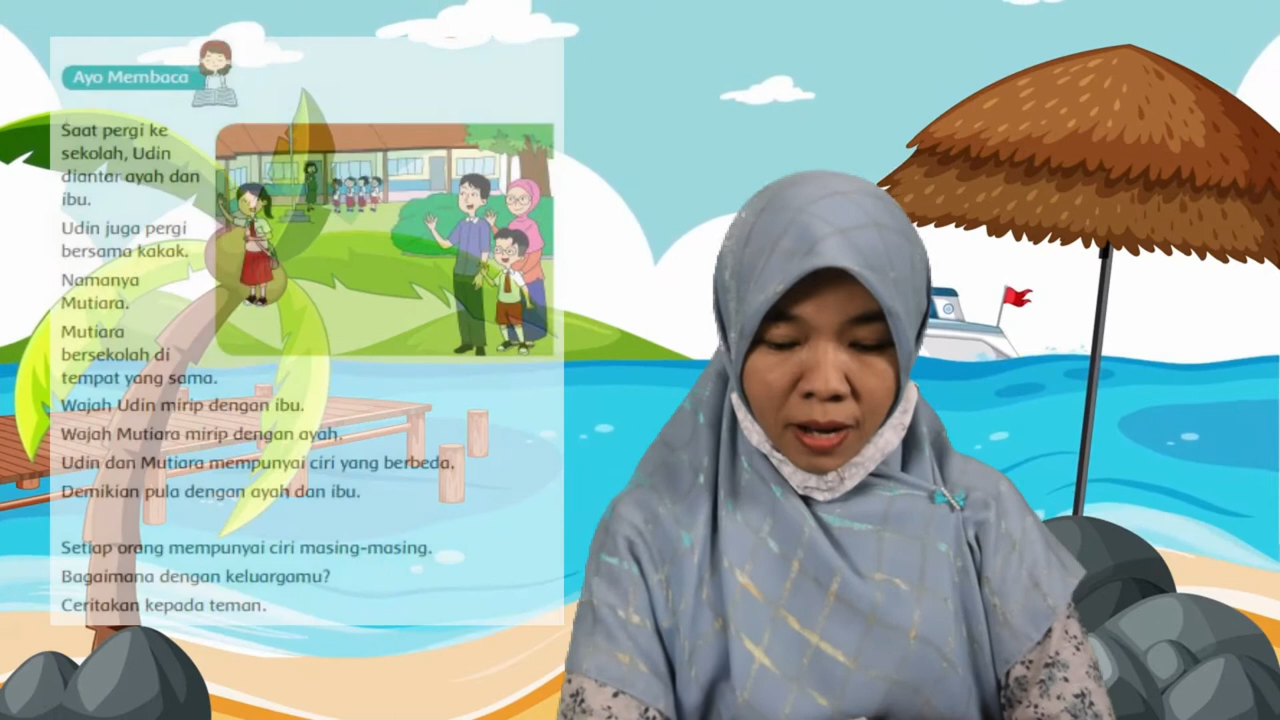 Ayo Membaca
Saat pergi ke
sekolah, Udin
diantar ayah dan
ibu.
Udin juga pergi
bersama kakak.
Namanya
Mutiara.
Mutiara
bersekolah di
tempat yang sama.
Wajah Udin mirip dengan ibu.
Wajah Mutiara mirip dengan ayah.
Udin dan Mutiara mempunyai ciri yang berbeda.
Demikian pula dengan ayah dan ibu.
Setiap orang mempunyai ciri masing-masing.
Bagaimana dengan keluargamu?
Ceritakan kepada teman.